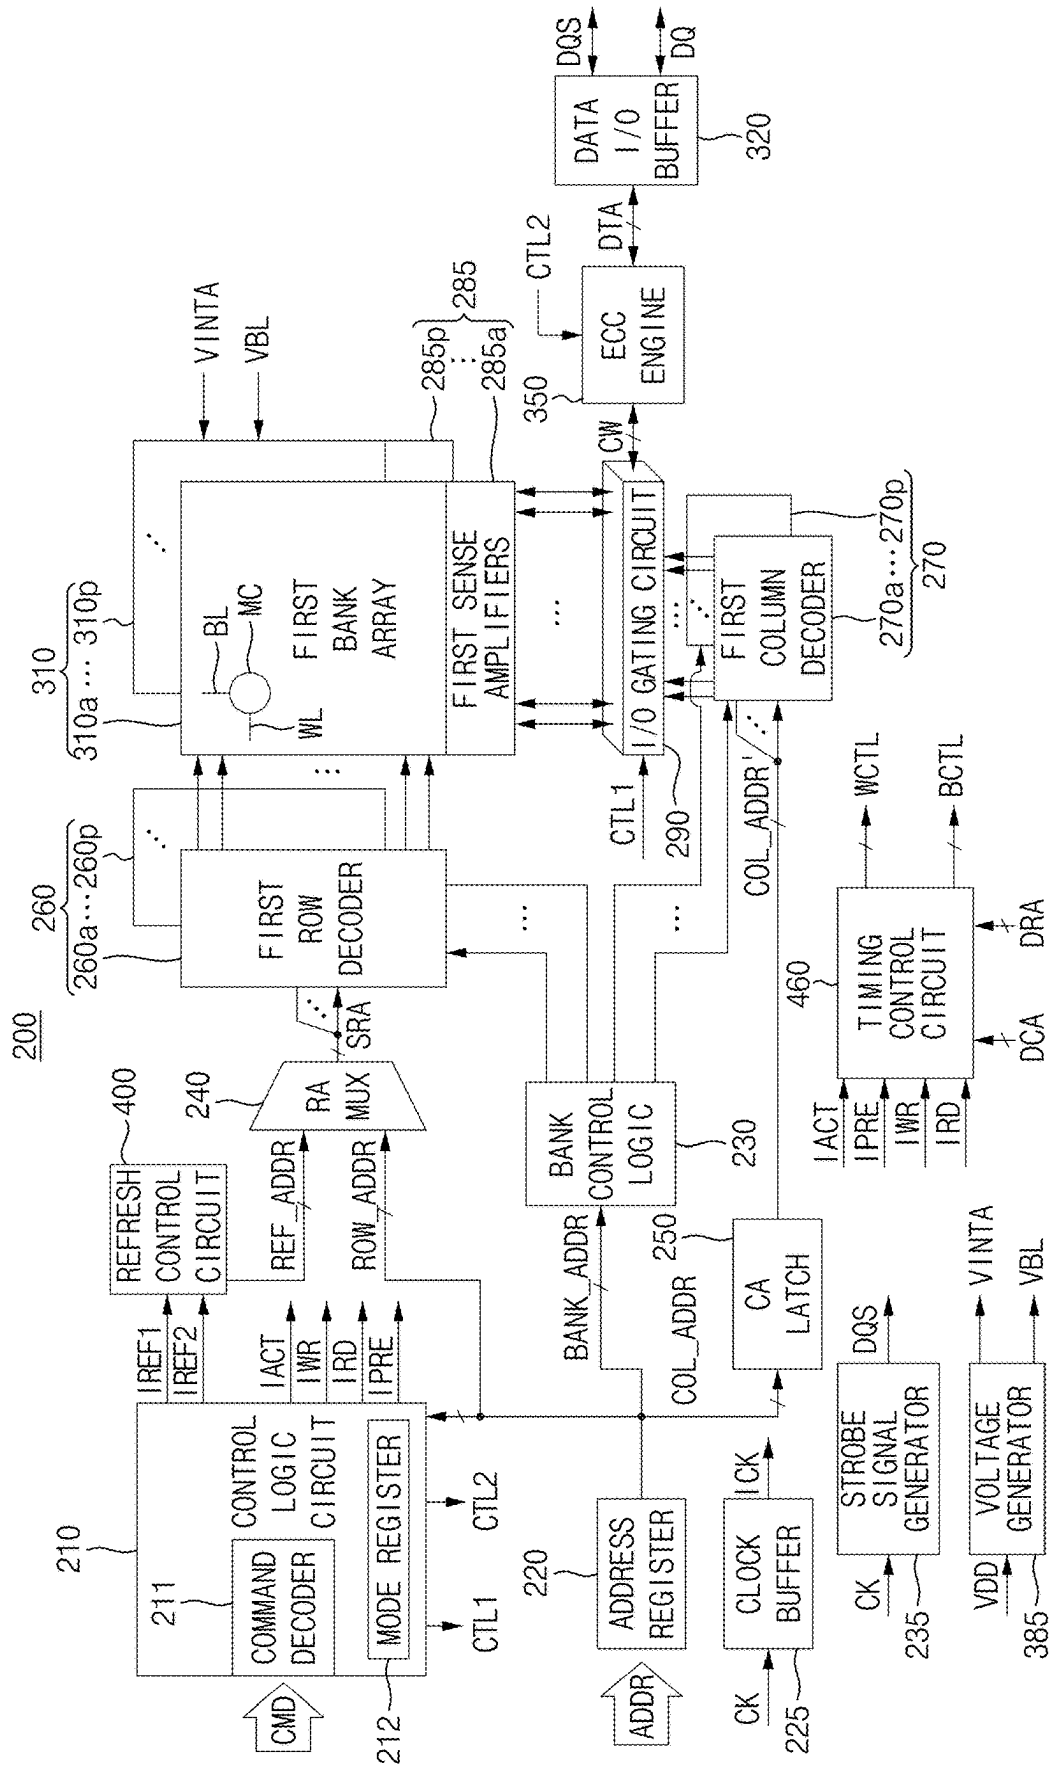 200
210
211
CMD
COMMAND
DECODER
CONTROL
LOGIC
CIRCUIT
212
MODE REGISTER
CTL1
CTL2
IREF1
IREF2
IACT
IWR
IRD
IPRE
400
REFRESH
CONTROL
CIRCUIT
REF_ADDR
ROW_ADDR
240
RA
MUX
SRA
260
260a ··· 260p
FIRST
ROW
DECODER
310
310a ··· 310p
BL
MC
WL
FIRST
BANK
ARRAY
FIRST SENSE
AMPLIFIERS
VINTA
VBL
285p
285a
285
220
ADDR
ADDRESS
REGISTER
BANK_ADDR
COL_ADDR
BANK
CONTROL
LOGIC
230
CTL1
290
I/O GATING CIRCUIT
CW
350
ECC
ENGINE
CTL2
DTA
DATA
I/O
BUFFER
320
DQS
DQ
CK
CLOCK
BUFFER
225
ICK
250
CA
LATCH
COL_ADDR'
FIRST
COLUMN
DECODER
270a ··· 270p
270
CK
STROBE
SIGNAL
GENERATOR
235
DQS
VDD
VOLTAGE
GENERATOR
385
VINTA
VBL
IACT
IPRE
IWR
IRD
460
TIMING
CONTROL
CIRCUIT
DCA
DRA
WCTL
BCTL